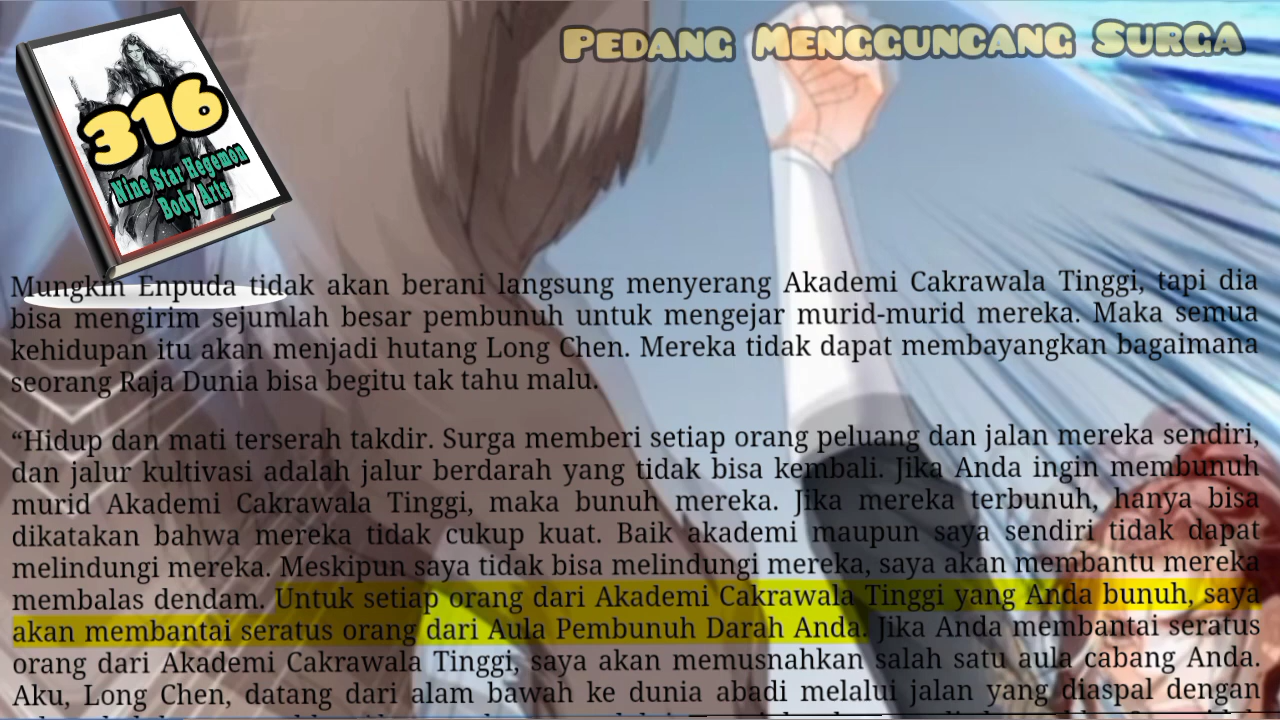 Pedang Mengguncang Surga
316
Nine Star Hegemon
Body Arts
Mungkin Enpuda tidak akan berani langsung menyerang Akademi Cakrawala Tinggi, tapi dia
bisa mengirim sejumlah besar pembunuh untuk mengejar murid-murid mereka. Maka semua
kehidupan itu akan menjadi hutang Long Chen. Mereka tidak dapat membayangkan bagaimana
seorang Raja Dunia bisa begitu tak tahu malu.
“Hidup dan mati terserah takdir. Surga memberi setiap orang peluang dan jalan mereka sendiri,
dan jalur kultivasi adalah jalur berdarah yang tidak bisa kembali. Jika Anda ingin membunuh
murid Akademi Cakrawala Tinggi, maka bunuh mereka. Jika mereka terbunuh, hanya bisa
dikatakan bahwa mereka tidak cukup kuat. Baik akademi maupun saya sendiri tidak dapat
melindungi mereka. Meskipun saya tidak bisa melindungi mereka, saya akan membantu mereka
membalas dendam. Untuk setiap orang dari Akademi Cakrawala Tinggi yang Anda bunuh, saya
akan membantai seratus orang dari Aula Pembunuh Darah Anda. Jika Anda membantai seratus
orang dari Akademi Cakrawala Tinggi, saya akan memusnahkan salah satu aula cabang Anda.
Aku, Long Chen, datang dari alam bawah ke dunia abadi melalui jalan yang diaspal dengan